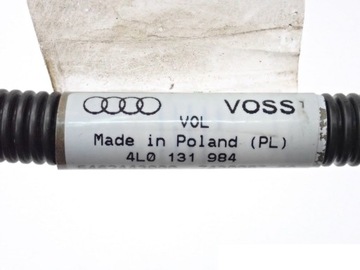 VOSS
VOL
Made in Poland (PL)
4L0 131 984